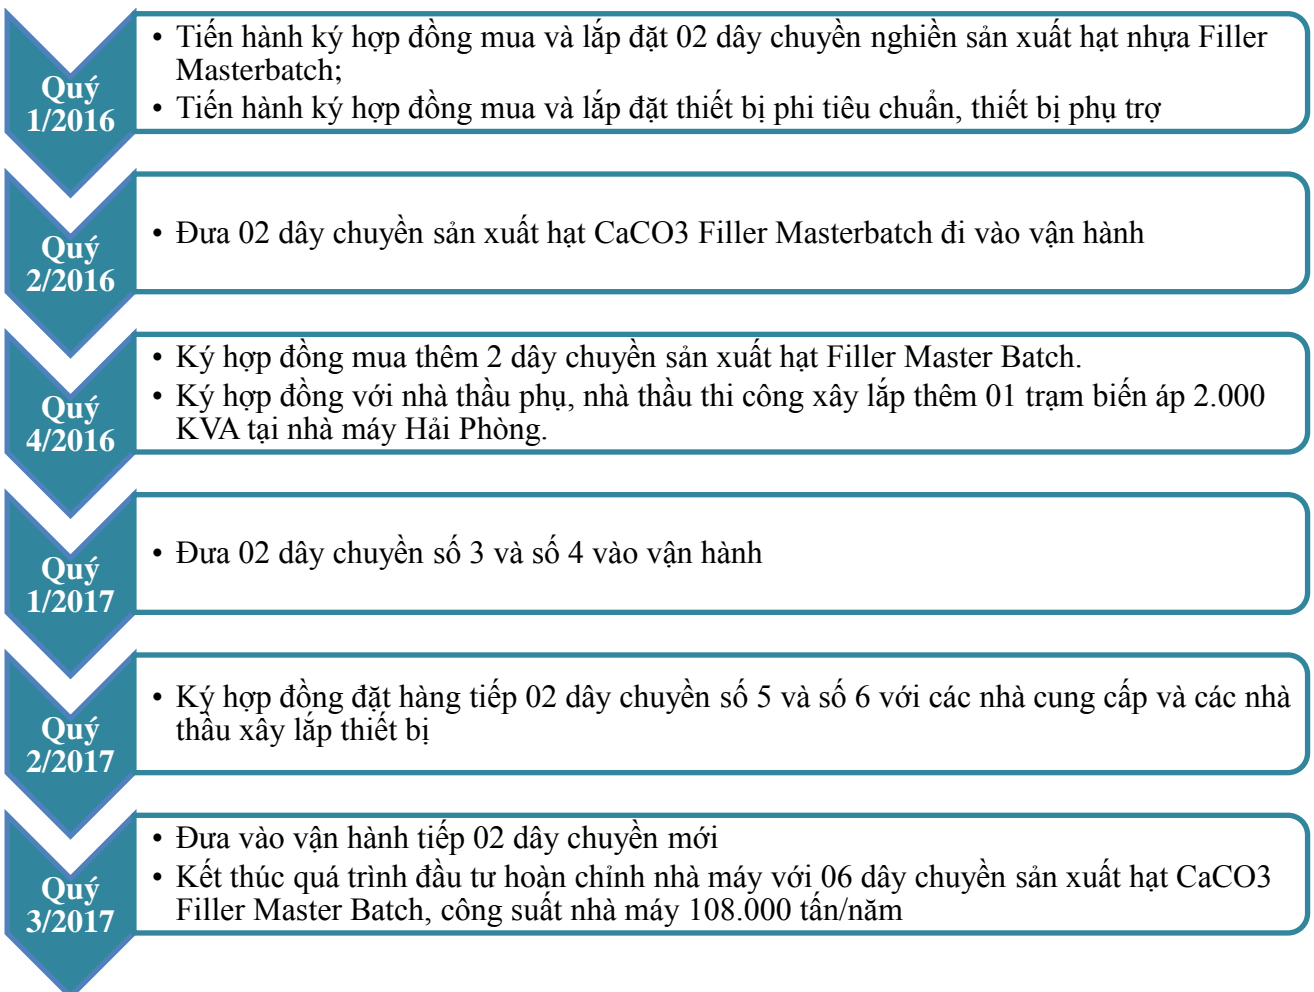 Quý
1/2016
• Tiến hành ký hợp đồng mua và lắp đặt 02 dây chuyền nghiền sản xuất hạt nhựa Filler
Masterbatch;
• Tiến hành ký hợp đồng mua và lắp đặt thiết bị phi tiêu chuẩn, thiết bị phụ trợ
Quý
2/2016
• Đưa 02 dây chuyền sản xuất hạt CaCO3 Filler Masterbatch đi vào vận hành
Quý
4/2016
• Ký hợp đồng mua thêm 2 dây chuyền sản xuất hạt Filler Master Batch.
• Ký hợp đồng với nhà thầu phụ, nhà thầu thi công xây lắp thêm 01 trạm biến áp 2.000
KVA tại nhà máy Hải Phòng.
Quý
1/2017
• Đưa 02 dây chuyền số 3 và số 4 vào vận hành
Quý
2/2017
• Ký hợp đồng đặt hàng tiếp 02 dây chuyền số 5 và số 6 với các nhà cung cấp và các nhà
thầu xây lắp thiết bị
Quý
3/2017
• Đưa vào vận hành tiếp 02 dây chuyền mới
• Kết thúc quá trình đầu tư hoàn chỉnh nhà máy với 06 dây chuyền sản xuất hạt CaCO3
Filler Master Batch, công suất nhà máy 108.000 tấn/năm